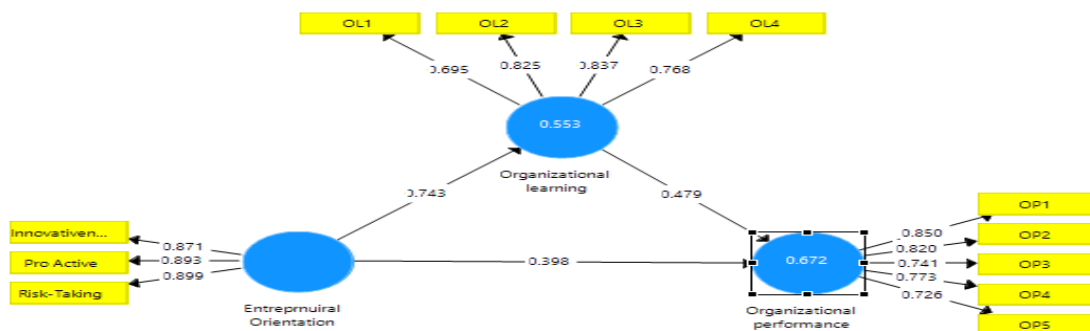 OL1
OL2
OL3
OL4
0.695
0.825
0.837
0.768
0.553
Organizational
learning
0.743
0.479
Innovativen...
Pro Active
Risk-Taking
0.871
0.893
0.899
Entreprnuiral
Orientation
0.398
0.672
Organizational
performance
0.850
0.820
0.741
0.773
0.726
OP1
OP2
OP3
OP4
OP5